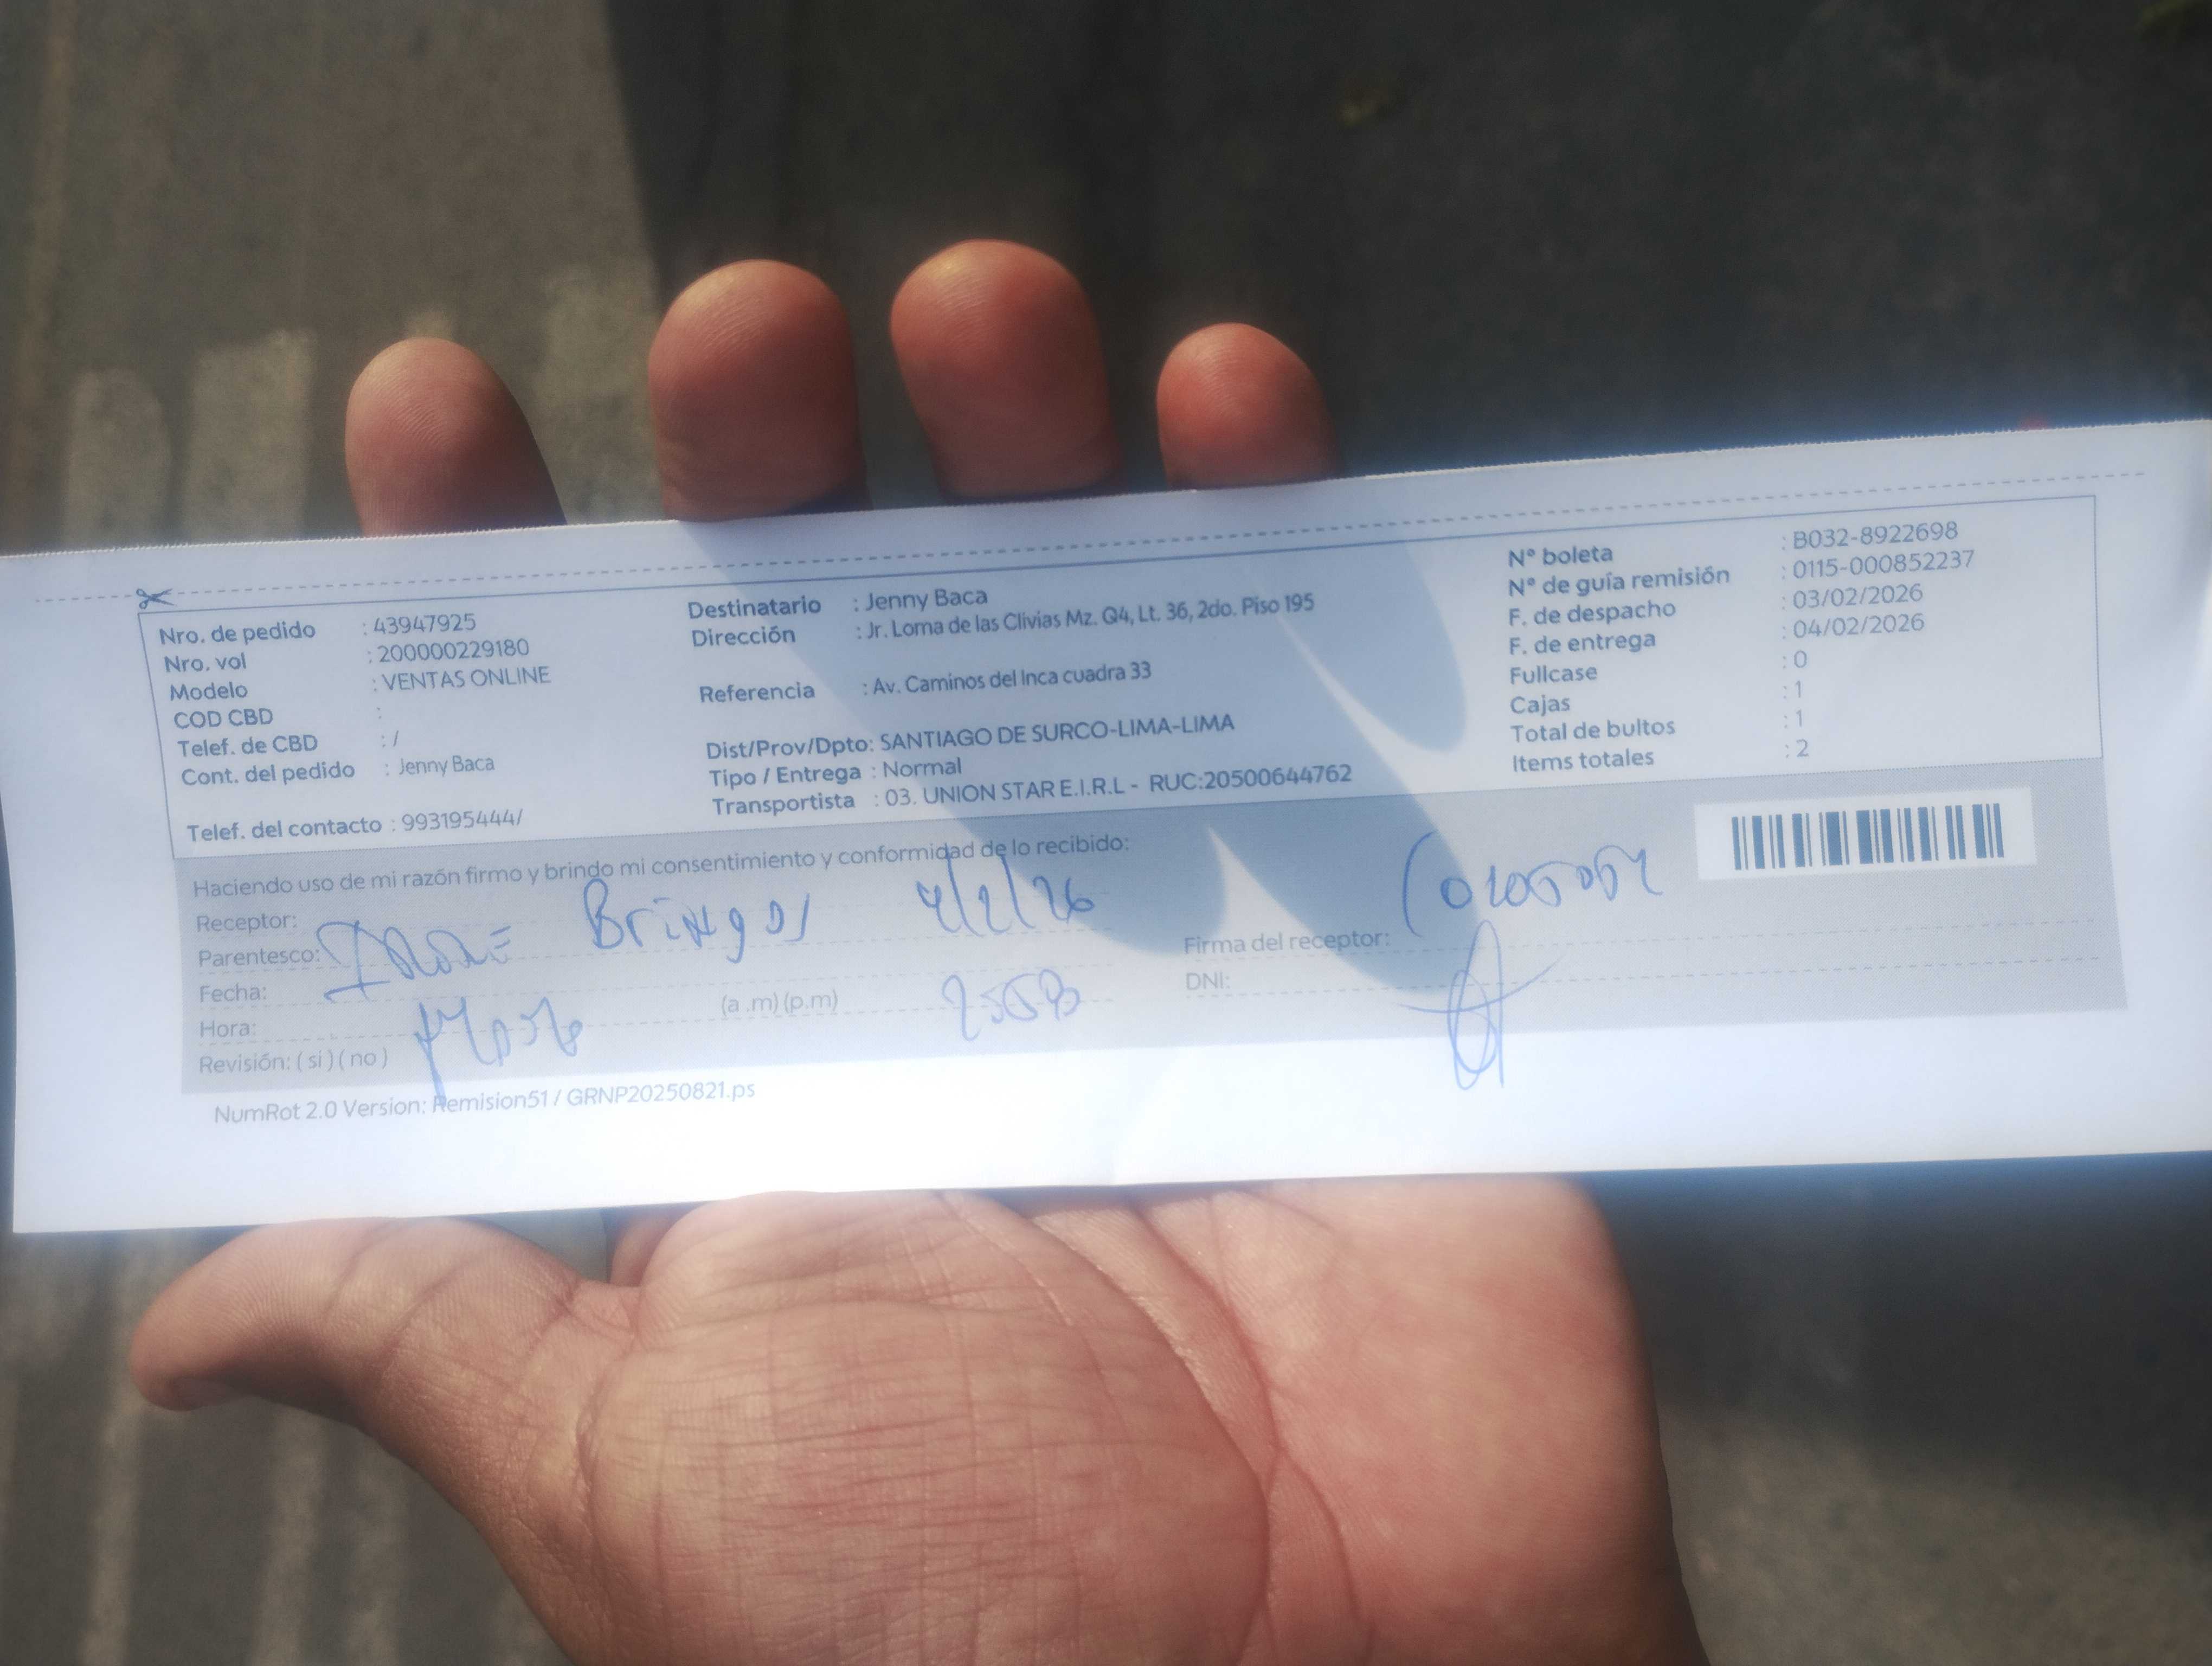 Nro. de pedido : 43947925
Nro. vol : 200000229180
Modelo : VENTAS ONLINE
COD CBD :
Telef. de CBD : /
Cont. del pedido : Jenny Baca
Telef. del contacto : 993195444/
Destinatario : Jenny Baca
Dirección : Jr. Loma de las Clivias Mz. Q4, Lt. 36, 2do. Piso 195
Referencia : Av. Caminos del Inca cuadra 33
Dist/Prov/Dpto: SANTIAGO DE SURCO-LIMA-LIMA
Tipo / Entrega : Normal
Transportista : 03. UNION STAR E.I.R.L - RUC:20500644762
N° boleta : B032-8922698
N° de guía remisión : 0115-000852237
F. de despacho : 03/02/2026
F. de entrega : 04/02/2026
Fullcase : 0
Cajas : 1
Total de bultos : 1
Items totales : 2
Haciendo uso de mi razón firmo y brindo mi consentimiento y conformidad de lo recibido:
Receptor: Bringas 4/2/26
Parentesco:
Firma del receptor:
Fecha:
DNI:
Hora: (a .m) (p.m)
Revisión: ( si ) ( no )
NumRot 2.0 Version: Remision51 / GRNP20250821.ps